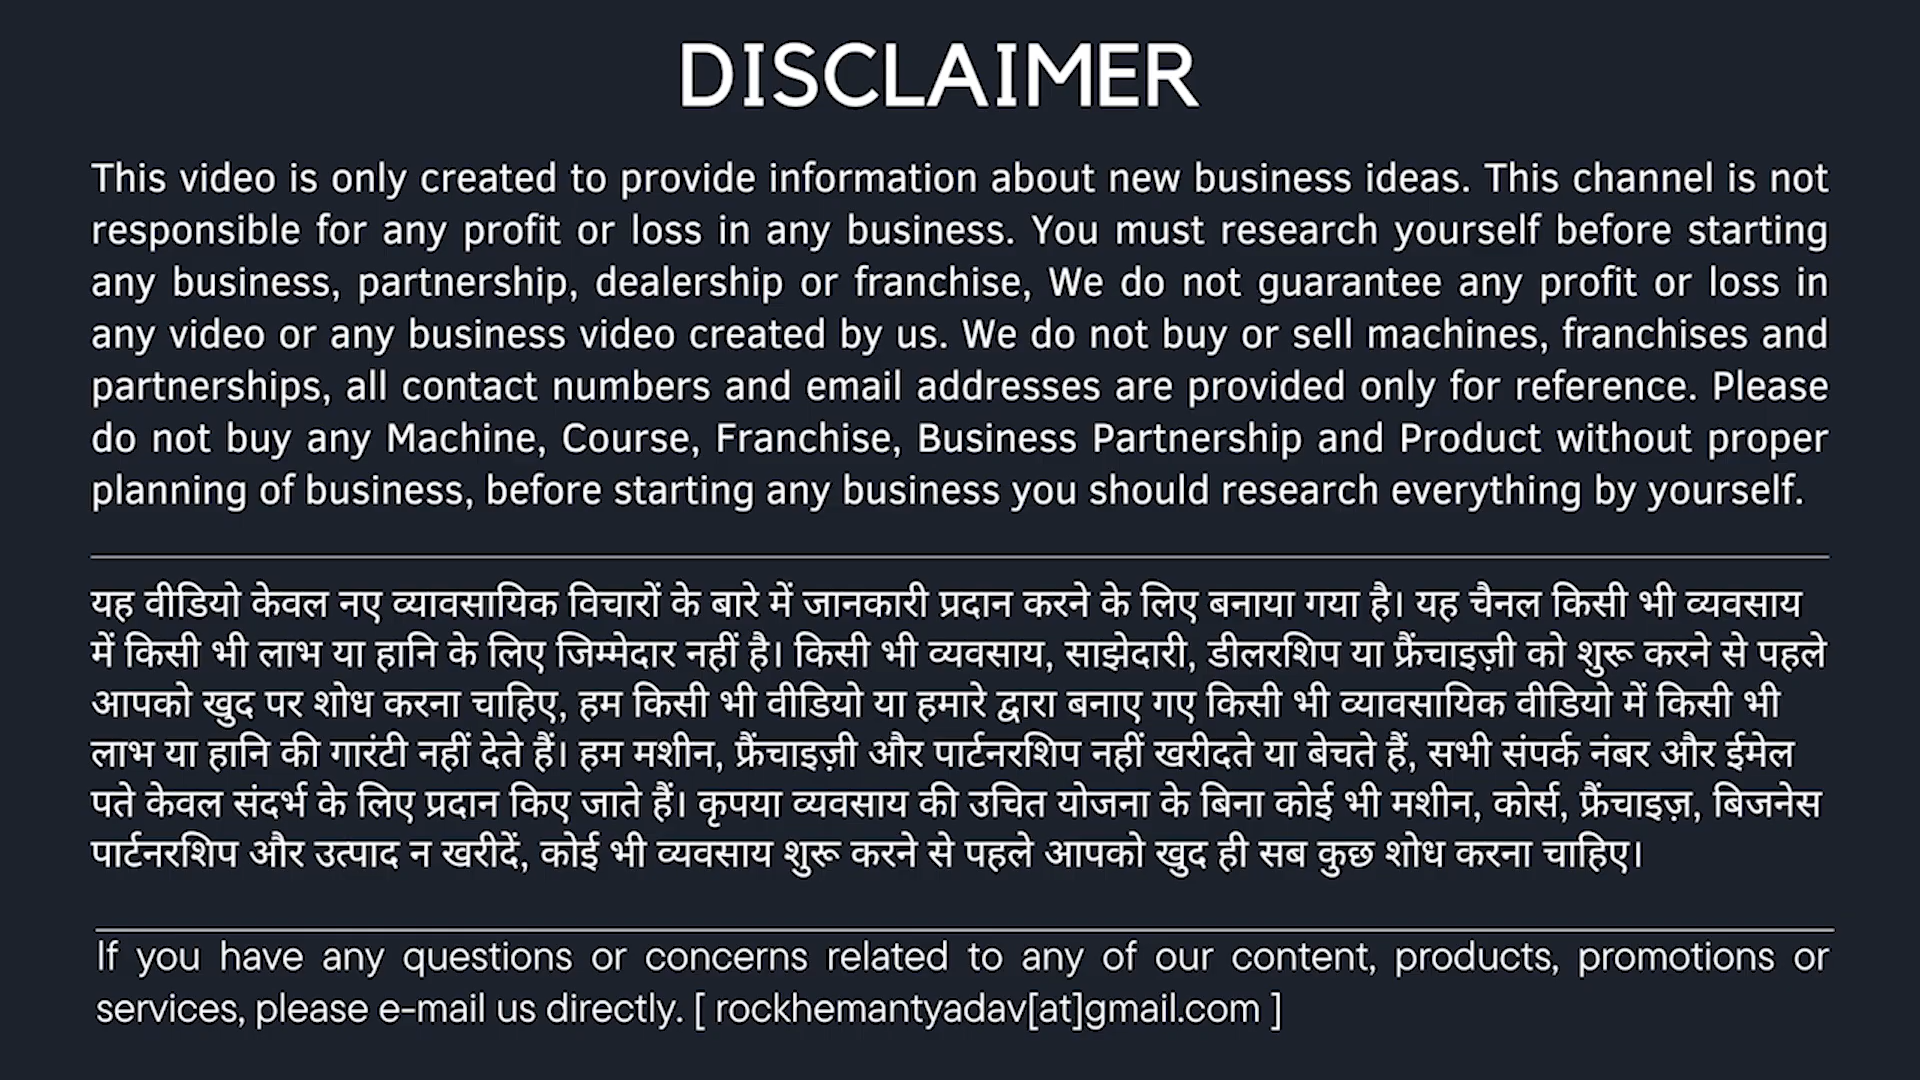 DISCLAIMER
This video is only created to provide information about new business ideas. This channel is not
responsible for any profit or loss in any business. You must research yourself before starting
any business, partnership, dealership or franchise, We do not guarantee any profit or loss in
any video or any business video created by us. We do not buy or sell machines, franchises and
partnerships, all contact numbers and email addresses are provided only for reference. Please
do not buy any Machine, Course, Franchise, Business Partnership and Product without proper
planning of business, before starting any business you should research everything by yourself.
यह वीडियो केवल नए व्यावसायिक विचारों के बारे में जानकारी प्रदान करने के लिए बनाया गया है। यह चैनल किसी भी व्यवसाय
में किसी भी लाभ या हानि के लिए जिम्मेदार नहीं है। किसी भी व्यवसाय, साझेदारी, डीलरशिप या फ्रैंचाइज़ी को शुरू करने से पहले
आपको खुद पर शोध करना चाहिए, हम किसी भी वीडियो या हमारे द्वारा बनाए गए किसी भी व्यावसायिक वीडियो में किसी भी
लाभ या हानि की गारंटी नहीं देते हैं। हम मशीन, फ्रैंचाइज़ी और पार्टनरशिप नहीं खरीदते या बेचते हैं, सभी संपर्क नंबर और ईमेल
पते केवल संदर्भ के लिए प्रदान किए जाते हैं। कृपया व्यवसाय की उचित योजना के बिना कोई भी मशीन, कोर्स, फ्रैंचाइज़, बिजनेस
पार्टनरशिप और उत्पाद न खरीदें, कोई भी व्यवसाय शुरू करने से पहले आपको खुद ही सब कुछ शोध करना चाहिए।
If you have any questions or concerns related to any of our content, products, promotions or
services, please e-mail us directly. [ rockhemantyadav[at]gmail.com ]